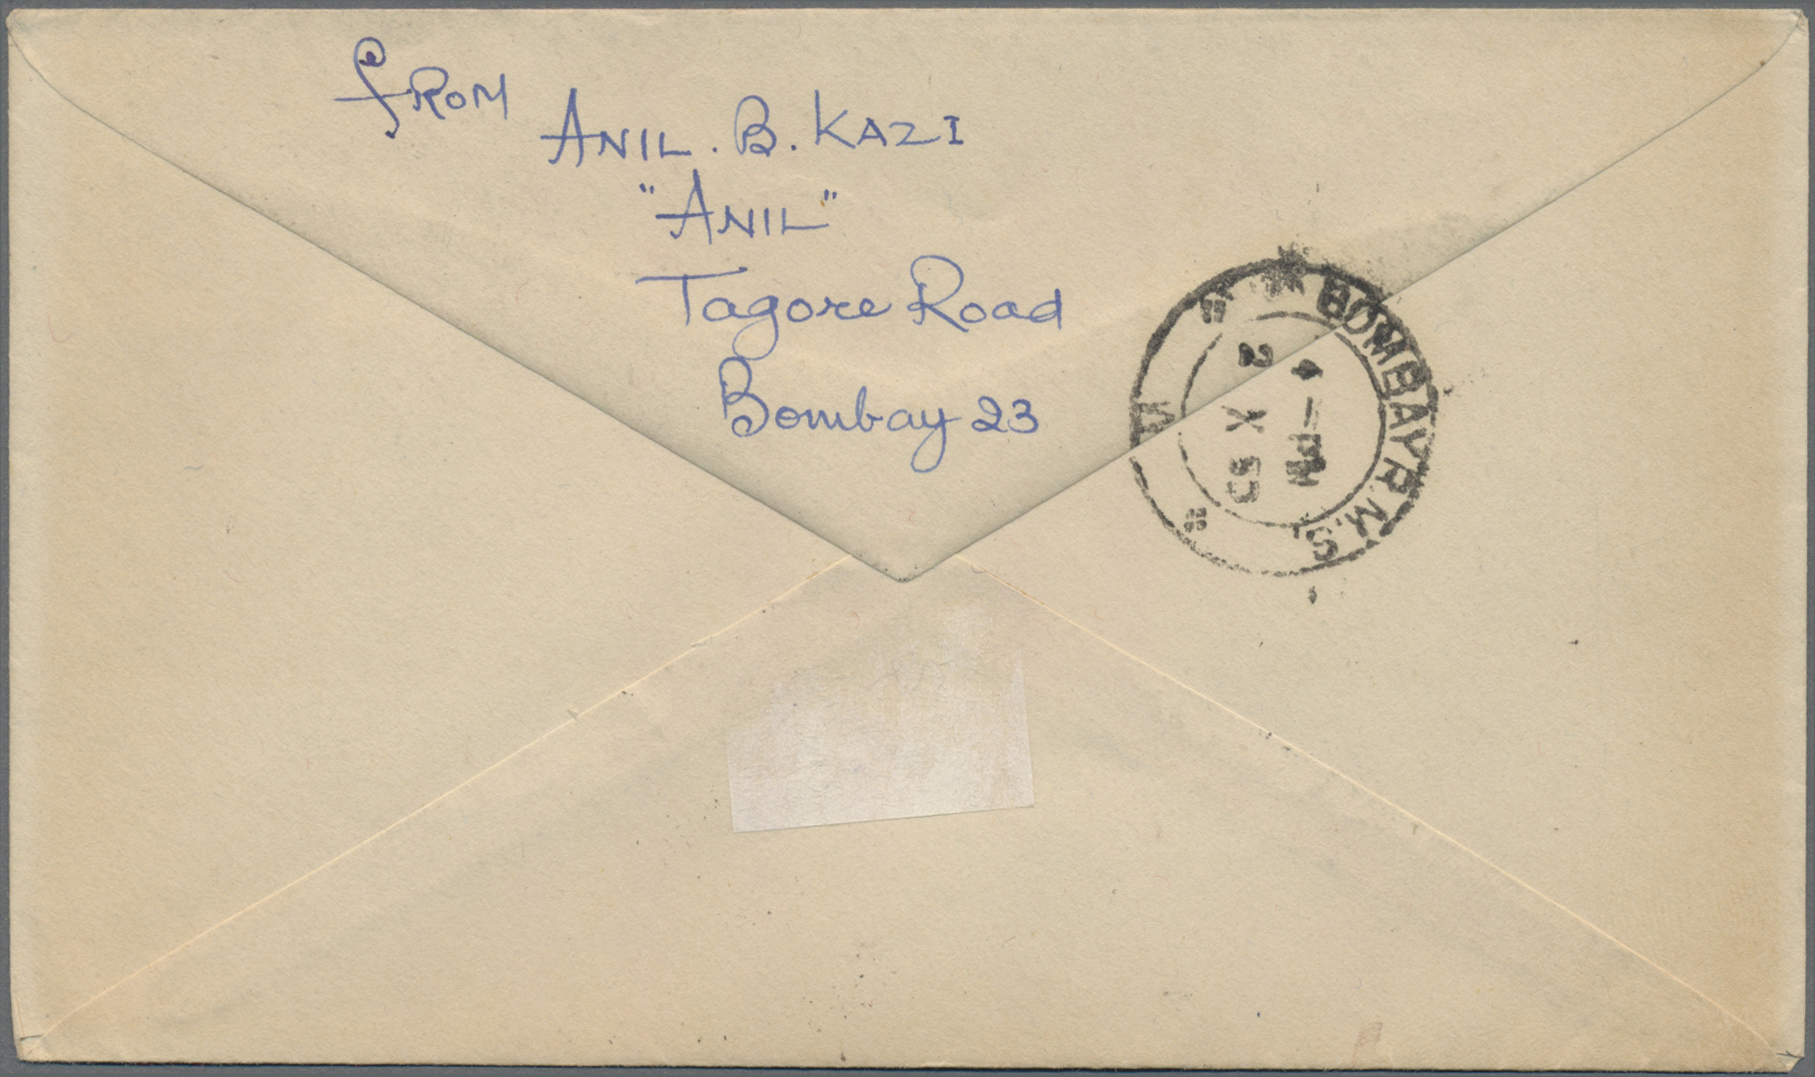 FROM
ANIL. B. KAZI
"ANIL"
Tagore Road
Bombay 23
BOMBAY R.M.S.
4-PM
2 X 53